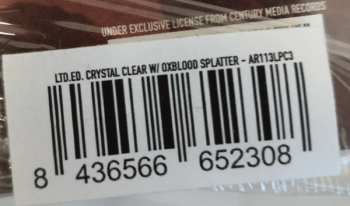 UNDER EXCLUSIVE LICENSE FROM CENTURY MEDIA RECORDS
LTD.ED. CRYSTAL CLEAR W/ OXBLOOD SPLATTER - AR113LPC3
8 436566 652308